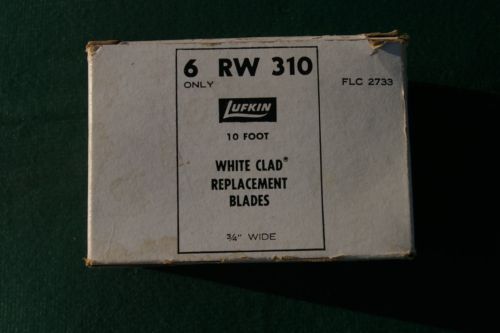 6 RW 310
ONLY
FLC 2733
LUFKIN
10 FOOT
WHITE CLAD®
REPLACEMENT
BLADES
¾" WIDE